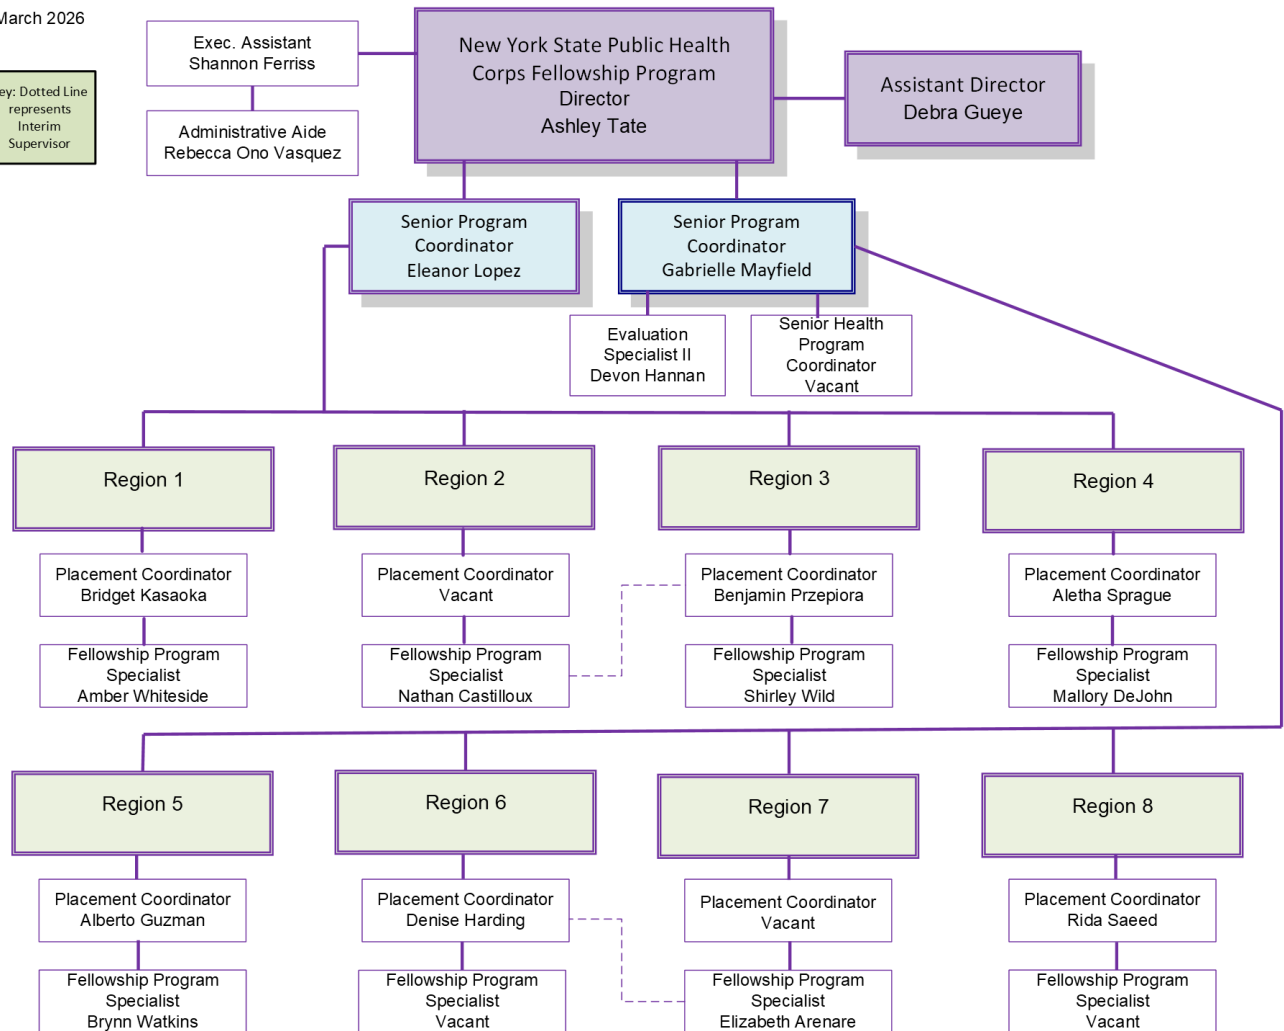 March 2026
Exec. Assistant
Shannon Ferriss
New York State Public Health
Corps Fellowship Program
Director
Ashley Tate
Assistant Director
Debra Gueye
ey: Dotted Line
represents
Interim
Supervisor
Administrative Aide
Rebecca Ono Vasquez
Senior Program
Coordinator
Eleanor Lopez
Senior Program
Coordinator
Gabrielle Mayfield
Evaluation
Specialist II
Devon Hannan
Senior Health
Program
Coordinator
Vacant
Region 1
Region 2
Region 3
Region 4
Placement Coordinator
Bridget Kasaoka
Placement Coordinator
Vacant
Placement Coordinator
Benjamin Przepiora
Placement Coordinator
Aletha Sprague
Fellowship Program
Specialist
Amber Whiteside
Fellowship Program
Specialist
Nathan Castilloux
Fellowship Program
Specialist
Shirley Wild
Fellowship Program
Specialist
Mallory DeJohn
Region 5
Region 6
Region 7
Region 8
Placement Coordinator
Alberto Guzman
Placement Coordinator
Denise Harding
Placement Coordinator
Vacant
Placement Coordinator
Rida Saeed
Fellowship Program
Specialist
Brynn Watkins
Fellowship Program
Specialist
Vacant
Fellowship Program
Specialist
Elizabeth Arenare
Fellowship Program
Specialist
Vacant